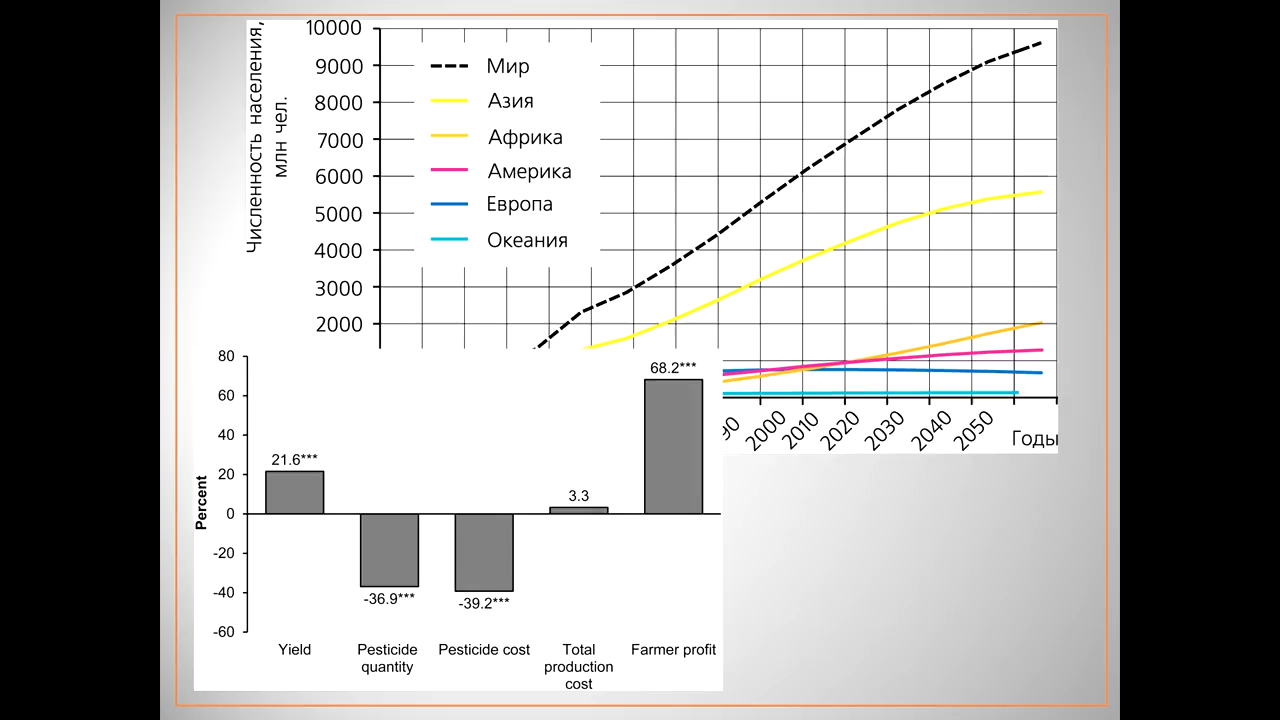 Численность населения,
млн чел.
10000
9000
8000
7000
6000
5000
4000
3000
2000
Мир
Азия
Африка
Америка
Европа
Океания
90
2000
2010
2020
2030
2040
2050
Годы
Percent
80
60
40
20
0
-20
-40
-60
21.6***
-36.9***
-39.2***
3.3
68.2***
Yield
Pesticide
quantity
Pesticide cost
Total
production
cost
Farmer profit